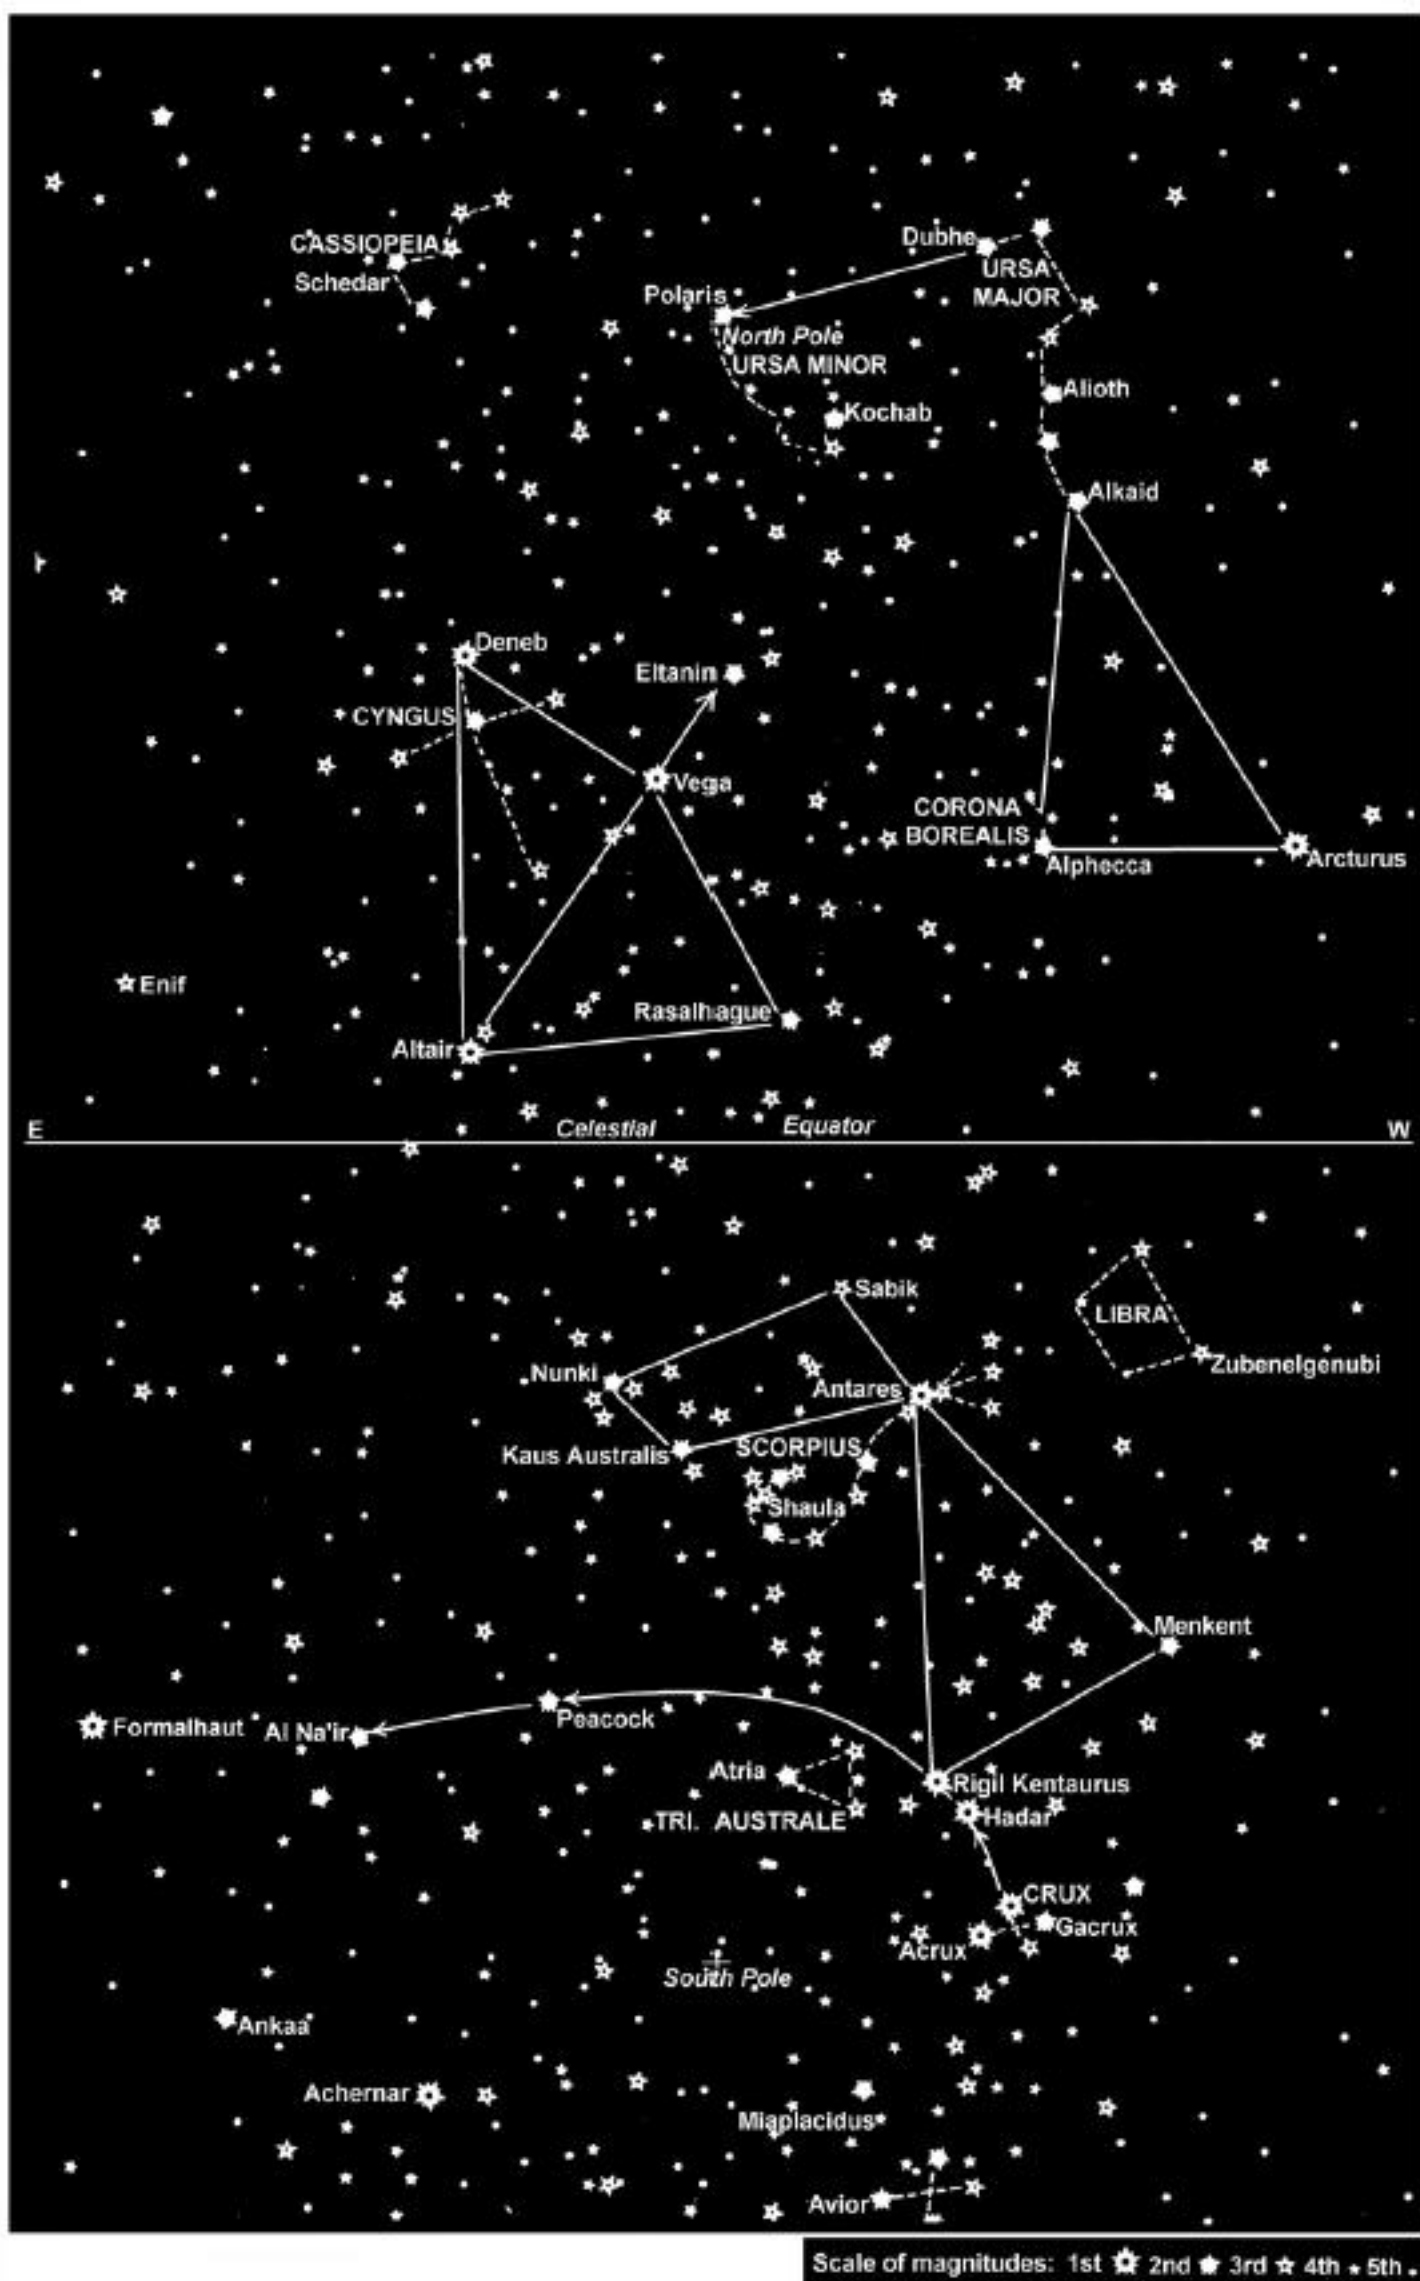 CASSIOPEIA
Schedar
Dubhe
URSA
MAJOR
Polaris
North Pole
URSA MINOR
Kochab
Alioth
Alkaid
Deneb
Eltanin
CYNGUS
Vega
CORONA
BOREALIS
Alphecca
Arcturus
Enif
Rasalhague
Altair
E
Celestial Equator
W
Sabik
LIBRA
Zubenelgenubi
Nunki
Antares
Kaus Australis
SCORPIUS
Shaula
Menkent
Formalhaut
Al Na'ir
Peacock
Atria
Rigil Kentaurus
Hadar
TRI. AUSTRALE
CRUX
Gacrux
Acrux
South Pole
Ankaa
Achernar
Miaplacidus
Avior
Scale of magnitudes: 1st 2nd 3rd 4th 5th